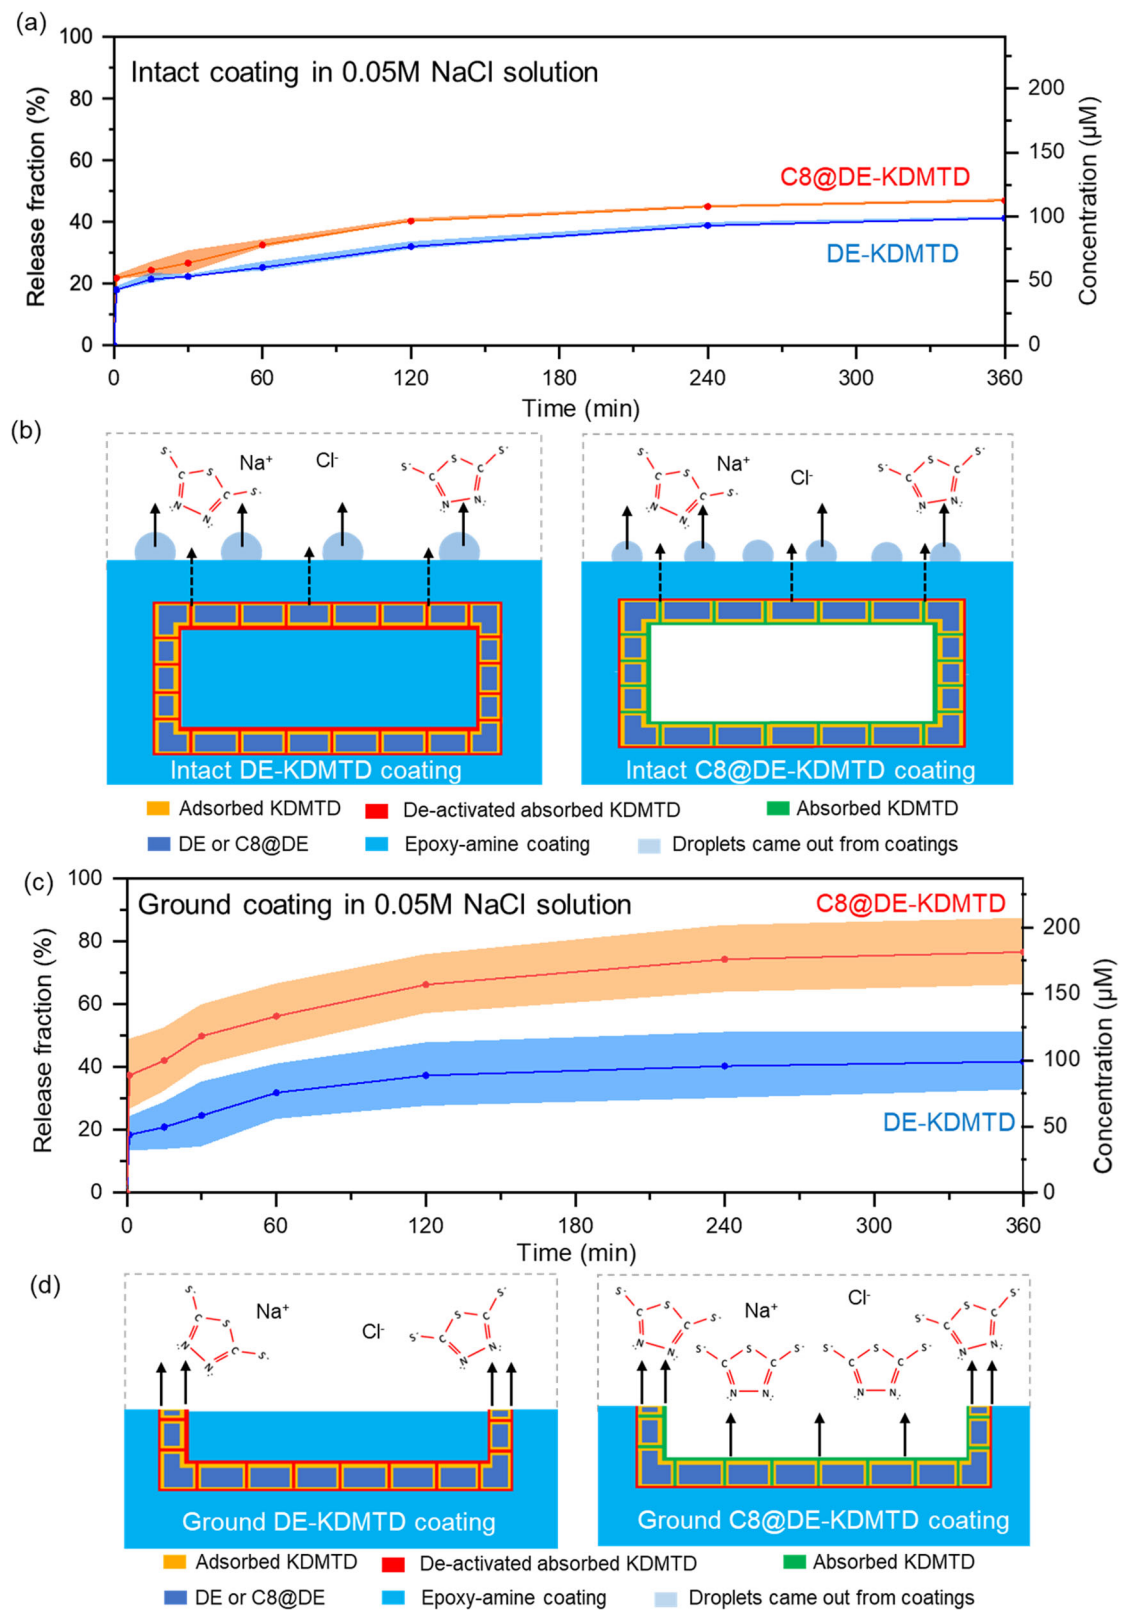 (a)
100
80
60
40
20
0
Release fraction (%)
Intact coating in 0.05M NaCl solution
C8@DE-KDMTD
DE-KDMTD
200
150
100
50
0
Concentration (µM)
0 60 120 180 240 300 360
Time (min)
(b)
S- C S Na+ Cl- S- S S-
C S- C C
N N N N
Intact DE-KDMTD coating
S- C S Na+ Cl- S- S S-
C S- C C
N N N N
Intact C8@DE-KDMTD coating
Adsorbed KDMTD De-activated absorbed KDMTD Absorbed KDMTD
DE or C8@DE Epoxy-amine coating Droplets came out from coatings
(c)
100
80
60
40
20
0
Release fraction (%)
Ground coating in 0.05M NaCl solution
C8@DE-KDMTD
DE-KDMTD
200
150
100
50
0
Concentration (µM)
0 60 120 180 240 300 360
Time (min)
(d)
S- C S Na+ Cl- S- S S-
C S- C C
N N N N
Ground DE-KDMTD coating
S- S S- Na+ Cl- S- S S-
C C C C
N N N N
S- S S- S- S S-
C C C C
N N N N
Ground C8@DE-KDMTD coating
Adsorbed KDMTD De-activated absorbed KDMTD Absorbed KDMTD
DE or C8@DE Epoxy-amine coating Droplets came out from coatings